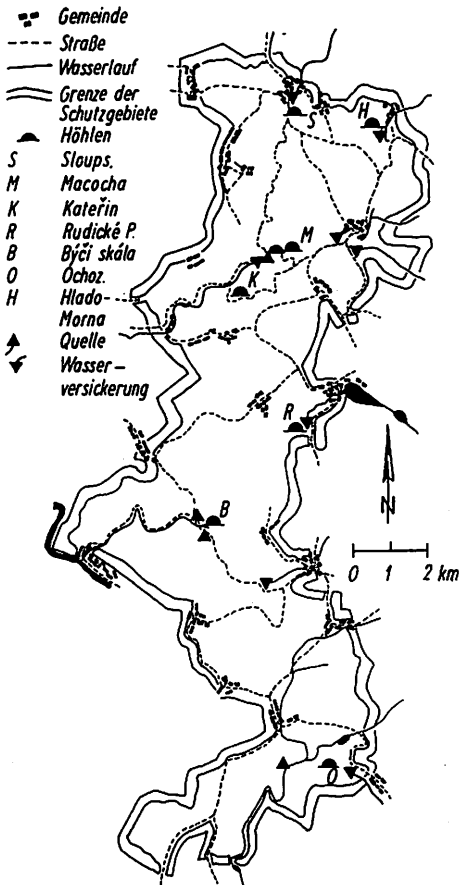 Gemeinde
Straße
Wasserlauf
Grenze der
Schutzgebiete
Höhlen
S Sloups.
M Macocha
K Kateřin
R Rudické P.
B Býči skála
O Ochoz.
H Hlado-
Morna
Quelle
Wasser-
versickerung
S
H
M
K
R
B
N
0 1 2 km
O